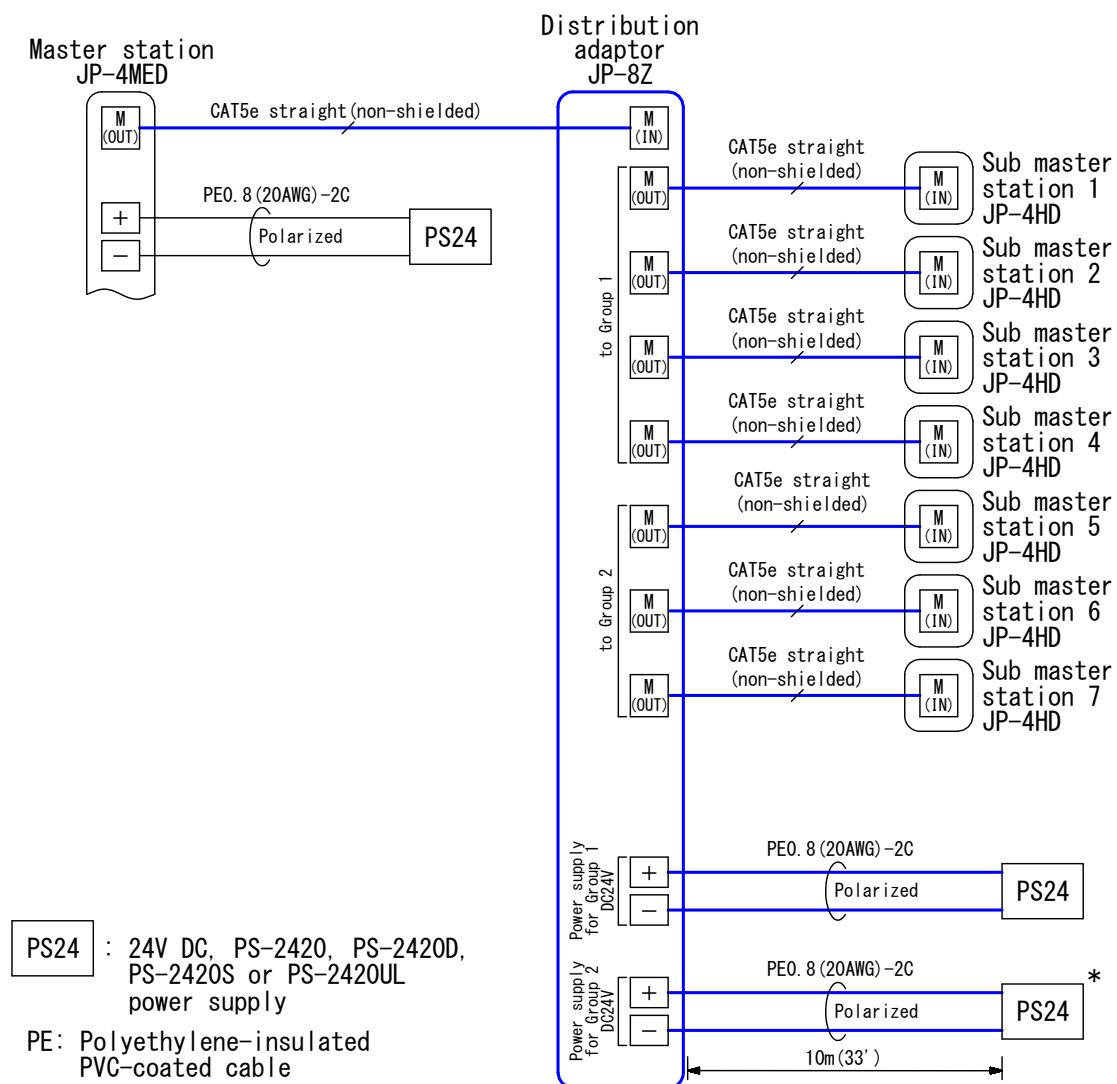 Master station
JP-4MED
M
(OUT)
CAT5e straight(non-shielded)
+
−
PE0.8(20AWG)-2C
Polarized
PS24
Distribution
adaptor
JP-8Z
M
(IN)
to Group 1
M
(OUT)
CAT5e straight
(non-shielded)
M
(IN)
Sub master
station 1
JP-4HD
M
(OUT)
CAT5e straight
(non-shielded)
M
(IN)
Sub master
station 2
JP-4HD
M
(OUT)
CAT5e straight
(non-shielded)
M
(IN)
Sub master
station 3
JP-4HD
M
(OUT)
CAT5e straight
(non-shielded)
M
(IN)
Sub master
station 4
JP-4HD
to Group 2
M
(OUT)
CAT5e straight
(non-shielded)
M
(IN)
Sub master
station 5
JP-4HD
M
(OUT)
CAT5e straight
(non-shielded)
M
(IN)
Sub master
station 6
JP-4HD
M
(OUT)
CAT5e straight
(non-shielded)
M
(IN)
Sub master
station 7
JP-4HD
Power supply
for Group 1
DC24V
+
−
PE0.8(20AWG)-2C
Polarized
PS24
Power supply
for Group 2
DC24V
+
−
PE0.8(20AWG)-2C
Polarized
PS24
*
10m(33')
PS24 : 24V DC, PS-2420, PS-2420D,
PS-2420S or PS-2420UL
power supply
PE: Polyethylene-insulated
PVC-coated cable